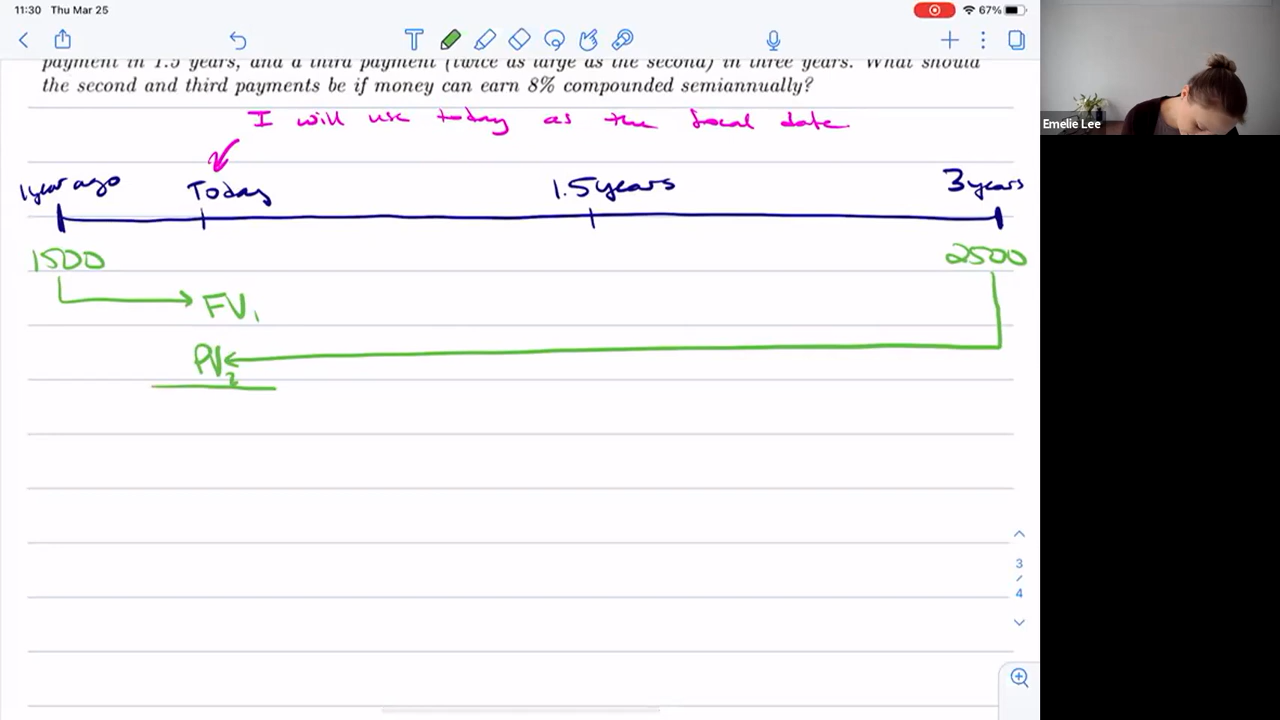 11:30 Thu Mar 25
67%
payment in 1.5 years, and a third payment (twice as large as the second) in three years. What should
the second and third payments be if money can earn 8% compounded semiannually?
I will use today as the focal date.
1 year ago Today 1.5 years 3 years
1500 2500
FV1
PV2
3
/
4
Emelie Lee